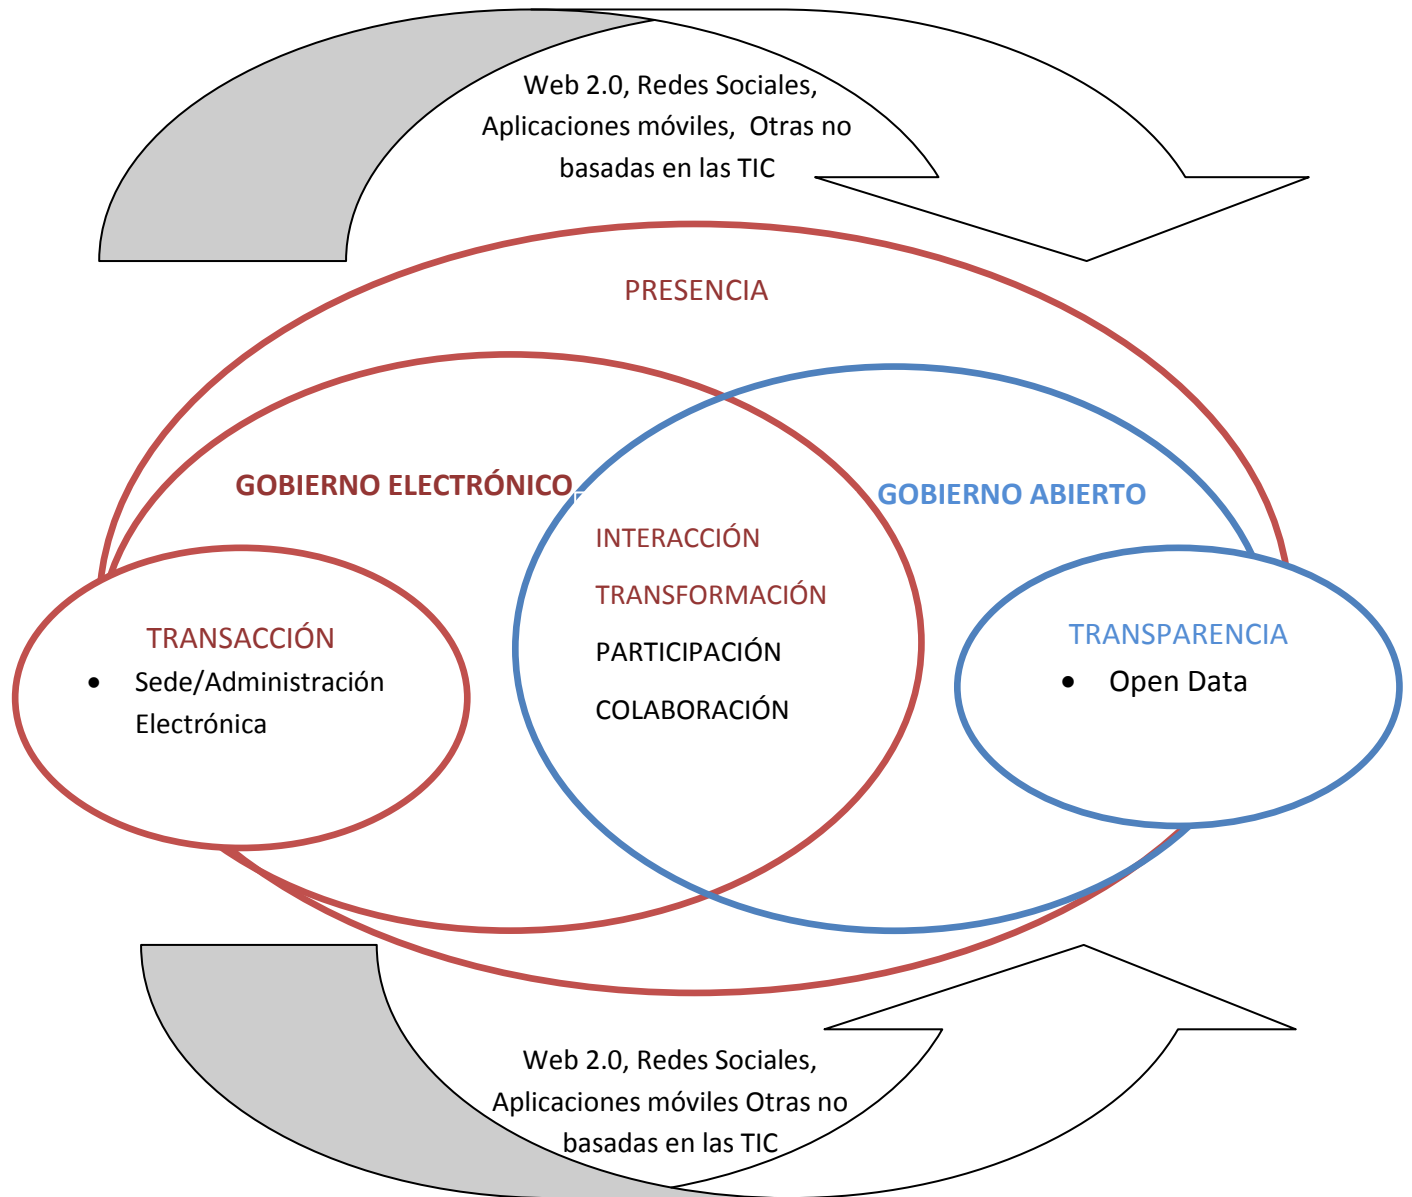 Web 2.0, Redes Sociales,
Aplicaciones móviles,  Otras no
basadas en las TIC
PRESENCIA
GOBIERNO ELECTRÓNICO
GOBIERNO ABIERTO
INTERACCIÓN
TRANSFORMACIÓN
PARTICIPACIÓN
COLABORACIÓN
TRANSACCIÓN
• Sede/Administración
Electrónica
TRANSPARENCIA
• Open Data
Web 2.0, Redes Sociales,
Aplicaciones móviles Otras no
basadas en las TIC